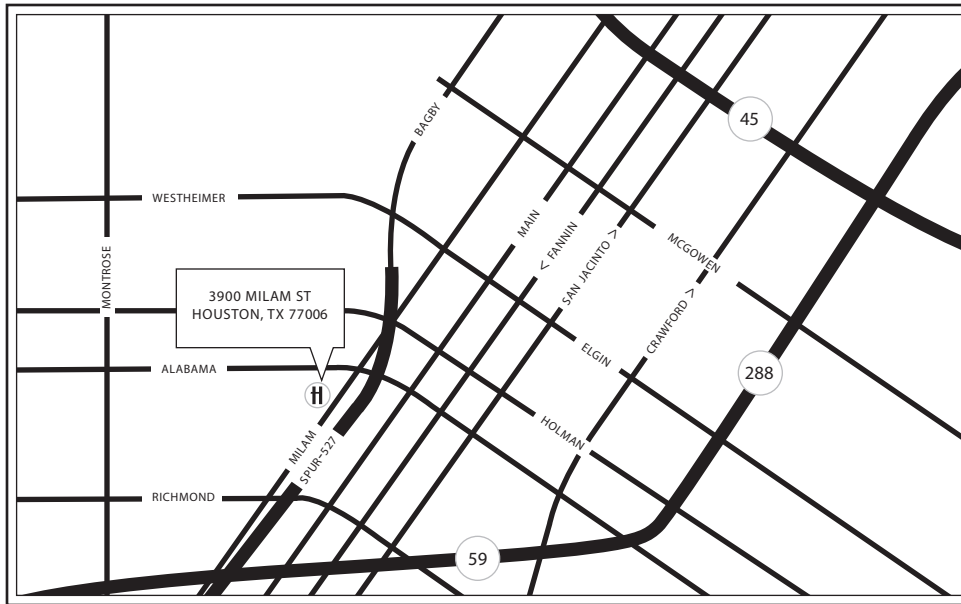 BAGBY
45
WESTHEIMER
MAIN
< FANNIN
SAN JACINTO >
MCGOWEN
MONTROSE
3900 MILAM ST
HOUSTON, TX 77006
CRAWFORD >
ELGIN
ALABAMA
288
H
HOLMAN
MILAM
SPUR-527
RICHMOND
59